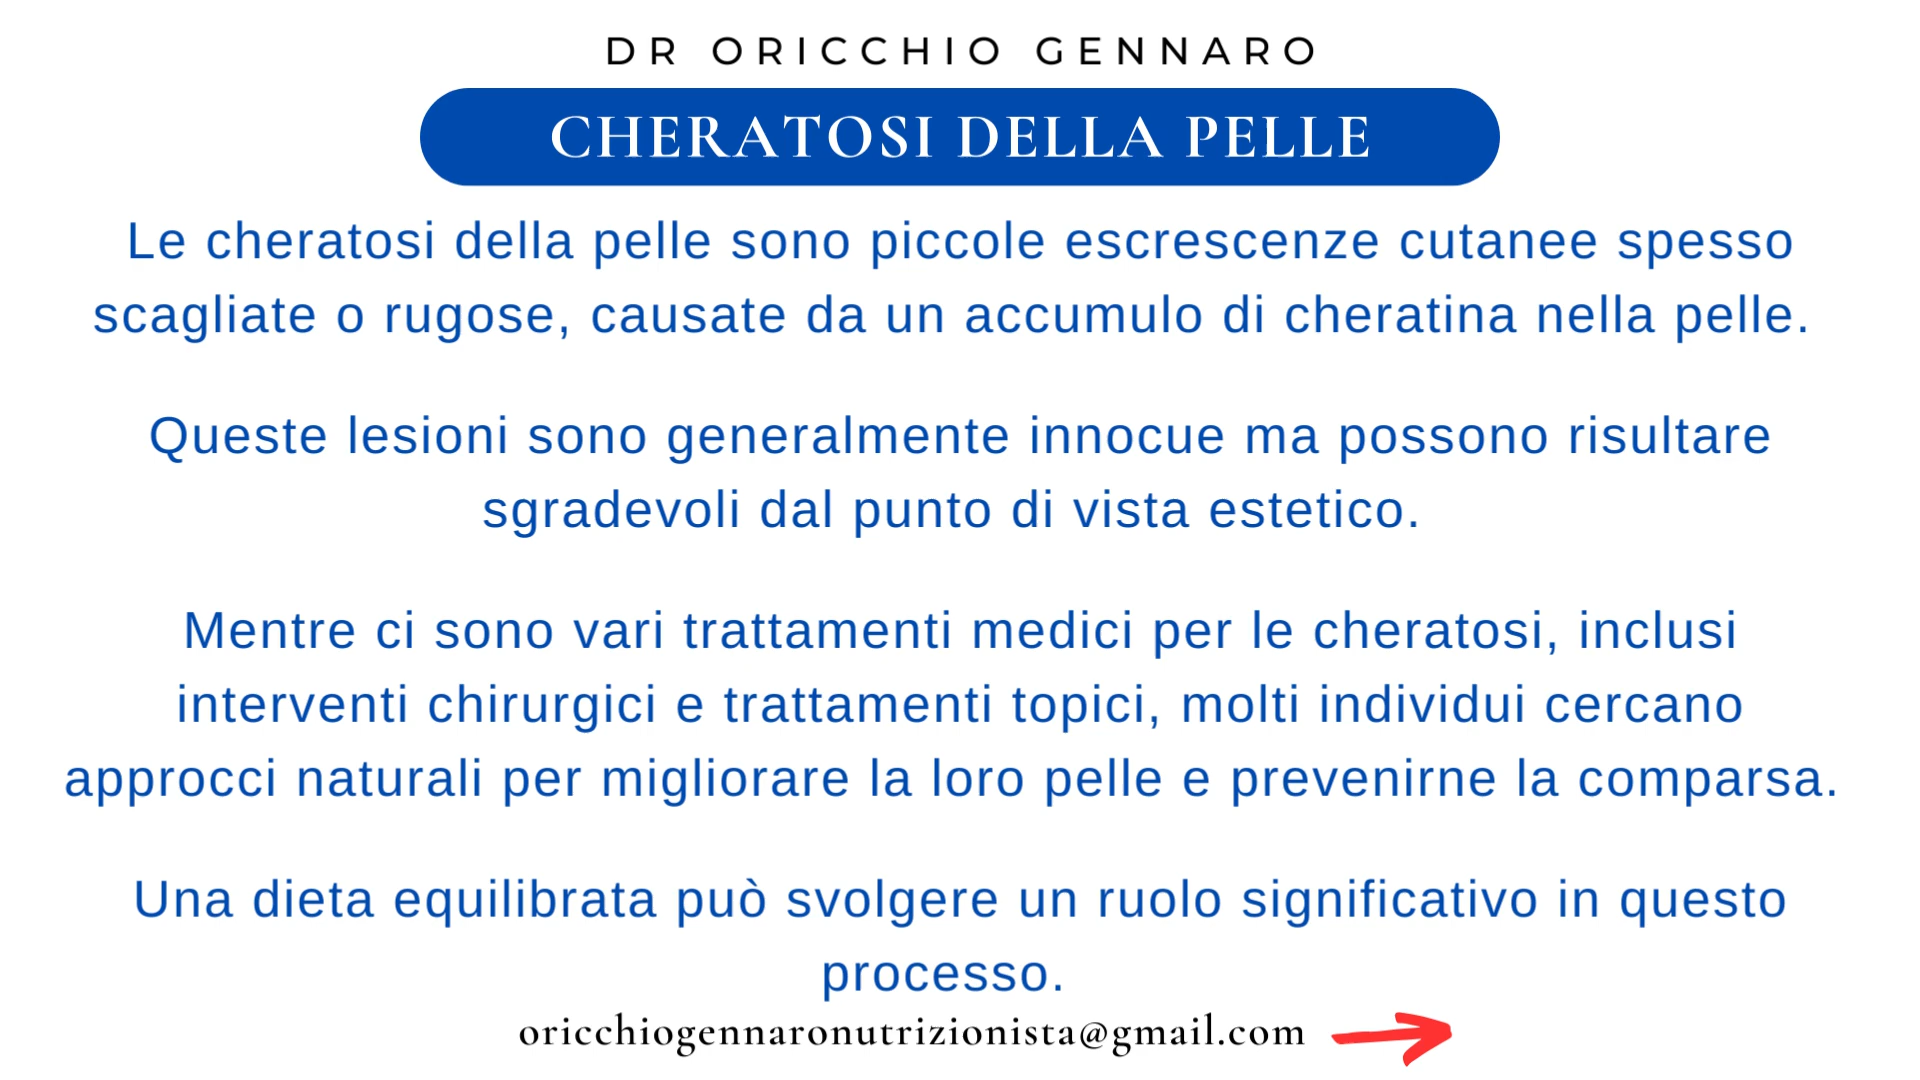 DR ORICCHIO GENNARO
CHERATOSI DELLA PELLE
Le cheratosi della pelle sono piccole escrescenze cutanee spesso
scagliate o rugose, causate da un accumulo di cheratina nella pelle.
Queste lesioni sono generalmente innocue ma possono risultare
sgradevoli dal punto di vista estetico.
Mentre ci sono vari trattamenti medici per le cheratosi, inclusi
interventi chirurgici e trattamenti topici, molti individui cercano
approcci naturali per migliorare la loro pelle e prevenirne la comparsa.
Una dieta equilibrata può svolgere un ruolo significativo in questo
processo.
oricchiogennaronutrizionista@gmail.com